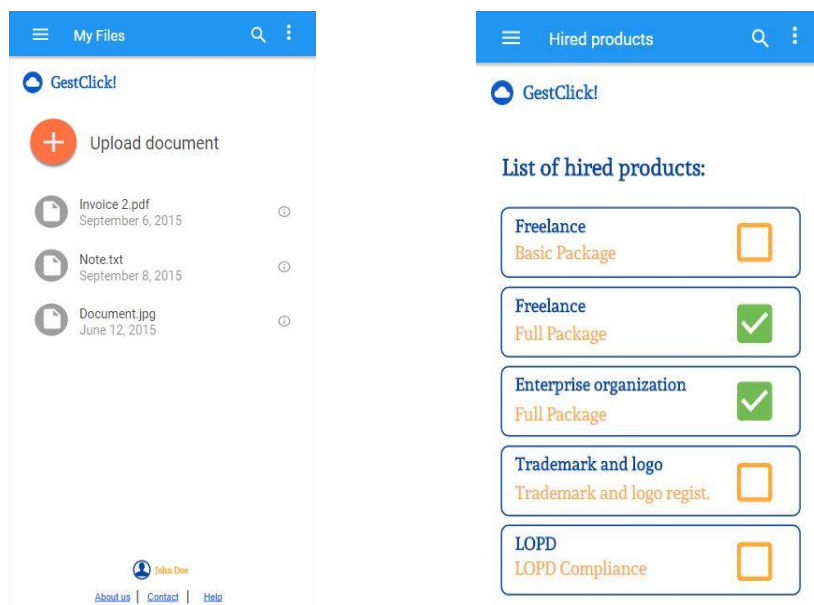 My Files
GestClick!
Upload document
Invoice 2.pdf
September 6, 2015
Note.txt
September 8, 2015
Document.jpg
June 12, 2015
John Doe
About us | Contact | Help
Hired products
GestClick!
List of hired products:
Freelance
Basic Package
Freelance
Full Package
Enterprise organization
Full Package
Trademark and logo
Trademark and logo regist.
LOPD
LOPD Compliance